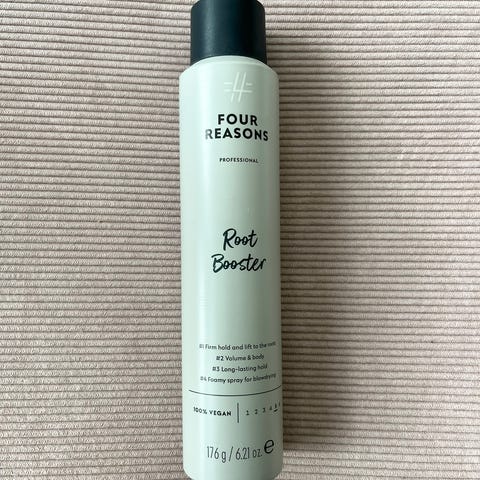 FOUR
REASONS
PROFESSIONAL
Root
Booster
#1 Firm hold and lift to the roots
#2 Volume & body
#3 Long-lasting hold
#4 Foamy spray for blowdrying
100% VEGAN | 1 2 3 4
176 g / 6.21 oz. ℮